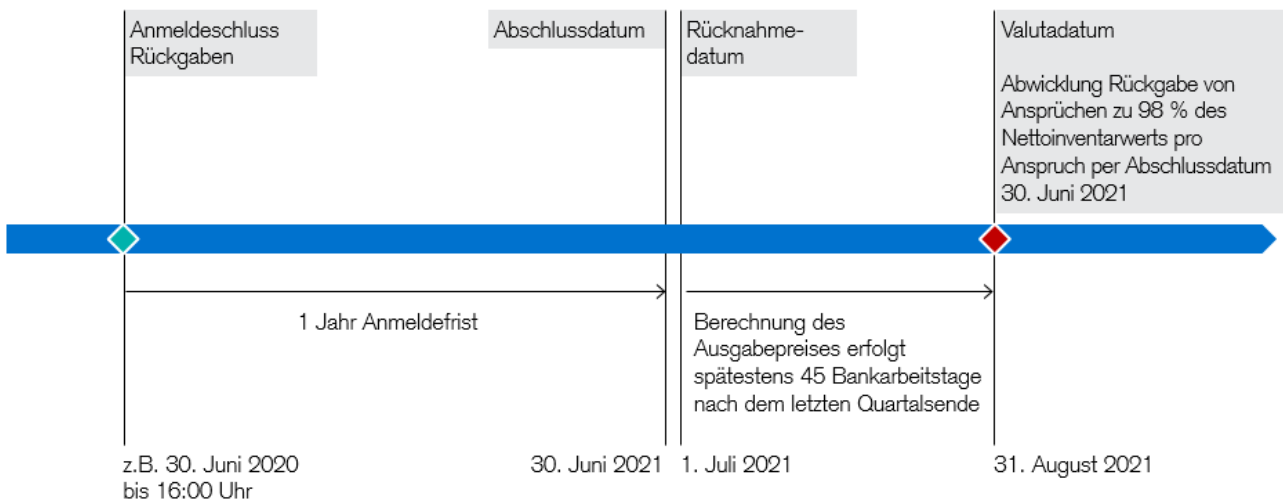 Anmeldeschluss
Rückgaben
Abschlussdatum
Rücknahme-
datum
Valutadatum
Abwicklung Rückgabe von
Ansprüchen zu 98 % des
Nettoinventarwerts pro
Anspruch per Abschlussdatum
30. Juni 2021
1 Jahr Anmeldefrist
Berechnung des
Ausgabepreises erfolgt
spätestens 45 Bankarbeitstage
nach dem letzten Quartalsende
z.B. 30. Juni 2020
bis 16:00 Uhr
30. Juni 2021
1. Juli 2021
31. August 2021